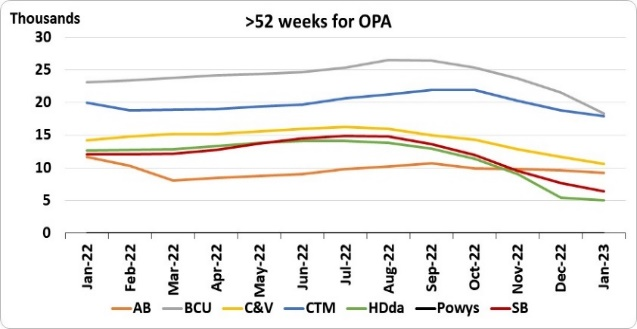 Thousands
>52 weeks for OPA
30
25
20
15
10
5
0
Jan-22
Feb-22
Mar-22
Apr-22
May-22
Jun-22
Jul-22
Aug-22
Sep-22
Oct-22
Nov-22
Dec-22
Jan-23
AB BCU C&V CTM HDda Powys SB